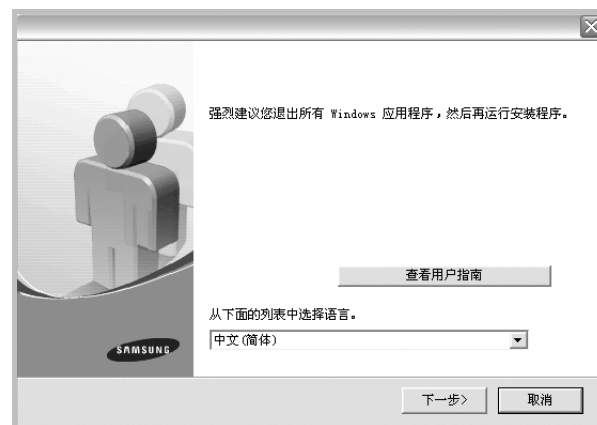 强烈建议您退出所有 Windows 应用程序，然后再运行安装程序。
查看用户指南
从下面的列表中选择语言。
中文(简体)
SAMSUNG
下一步>
取消